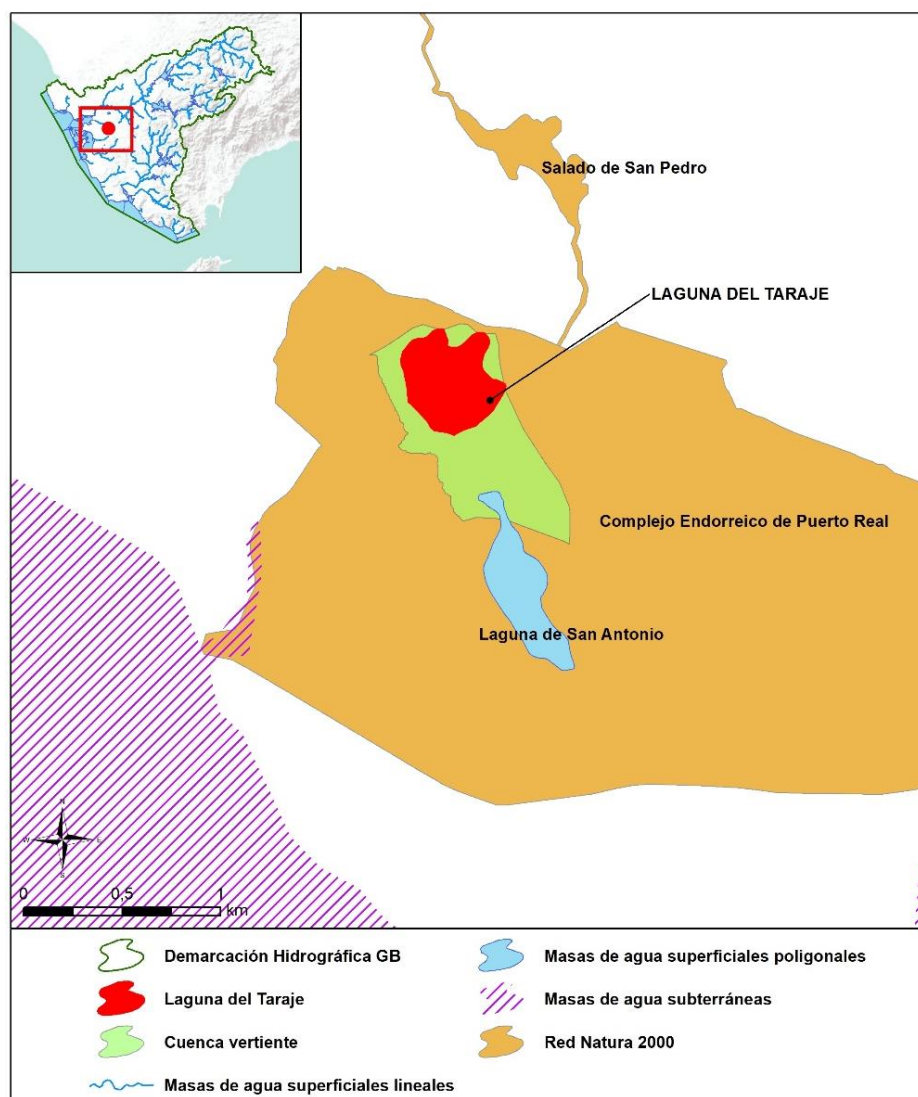 Salado de San Pedro
LAGUNA DEL TARAJE
Complejo Endorreico de Puerto Real
Laguna de San Antonio
N
W E
S
0 0,5 1
km
Demarcación Hidrográfica GB
Masas de agua superficiales poligonales
Laguna del Taraje
Masas de agua subterráneas
Cuenca vertiente
Red Natura 2000
Masas de agua superficiales lineales